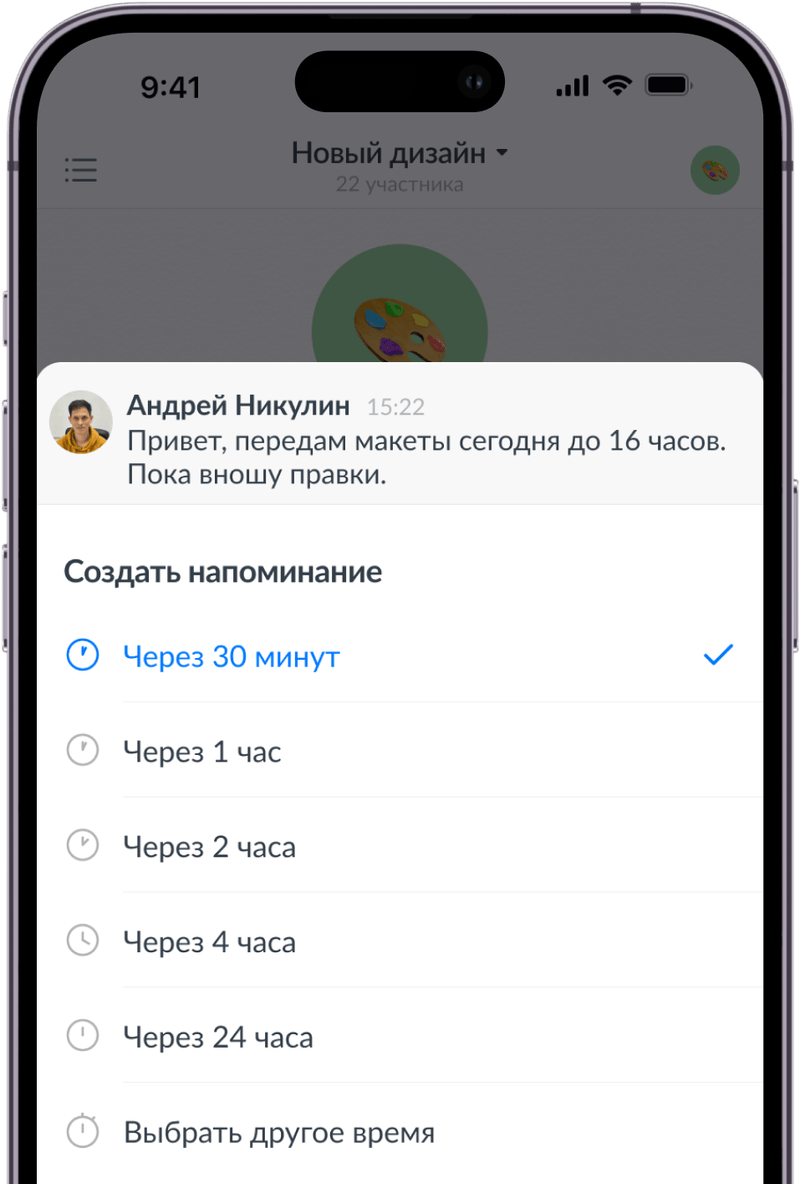 9:41
Новый дизайн
22 участника
Андрей Никулин 15:22
Привет, передам макеты сегодня до 16 часов.
Пока вношу правки.
Создать напоминание
Через 30 минут
Через 1 час
Через 2 часа
Через 4 часа
Через 24 часа
Выбрать другое время